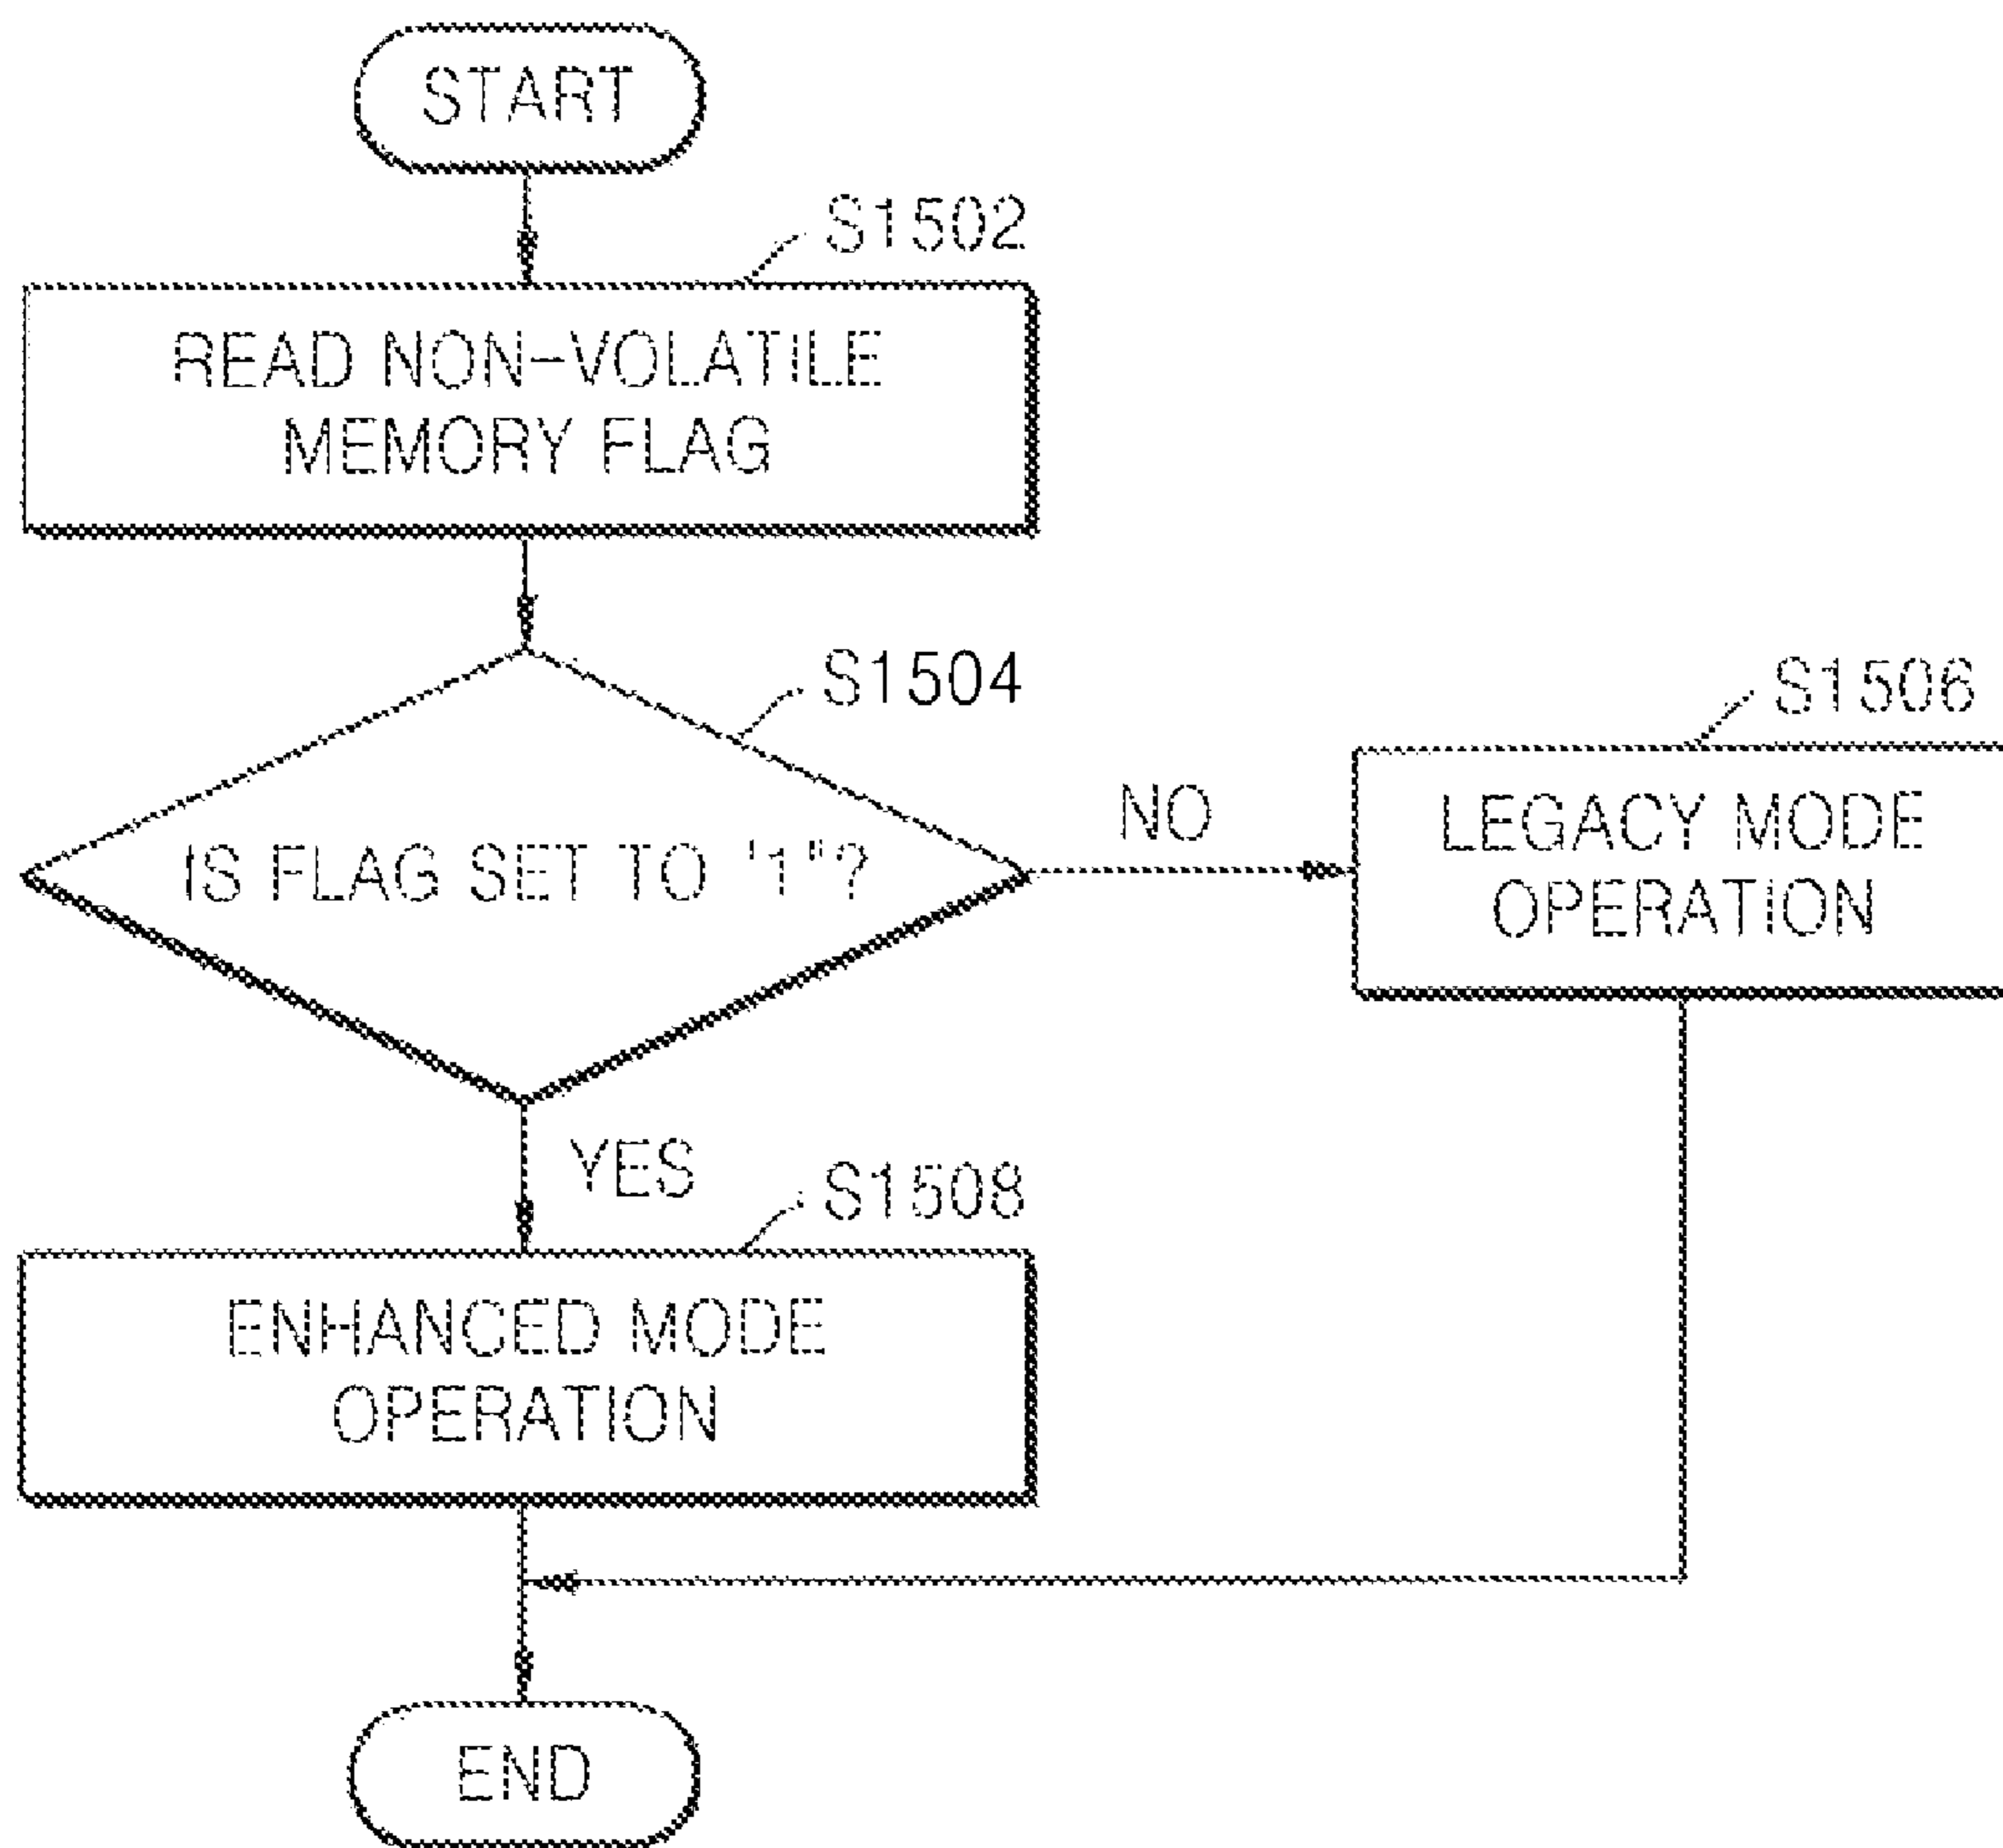 START
S1502
READ NON-VOLATILE
MEMORY FLAG
S1504
IS FLAG SET TO '1"?
NO
S1506
LEGACY MODE
OPERATION
YES
S1508
ENHANCED MODE
OPERATION
END